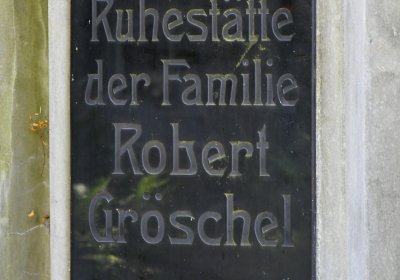 Ruhestätte
der Familie
Robert
Gröschel